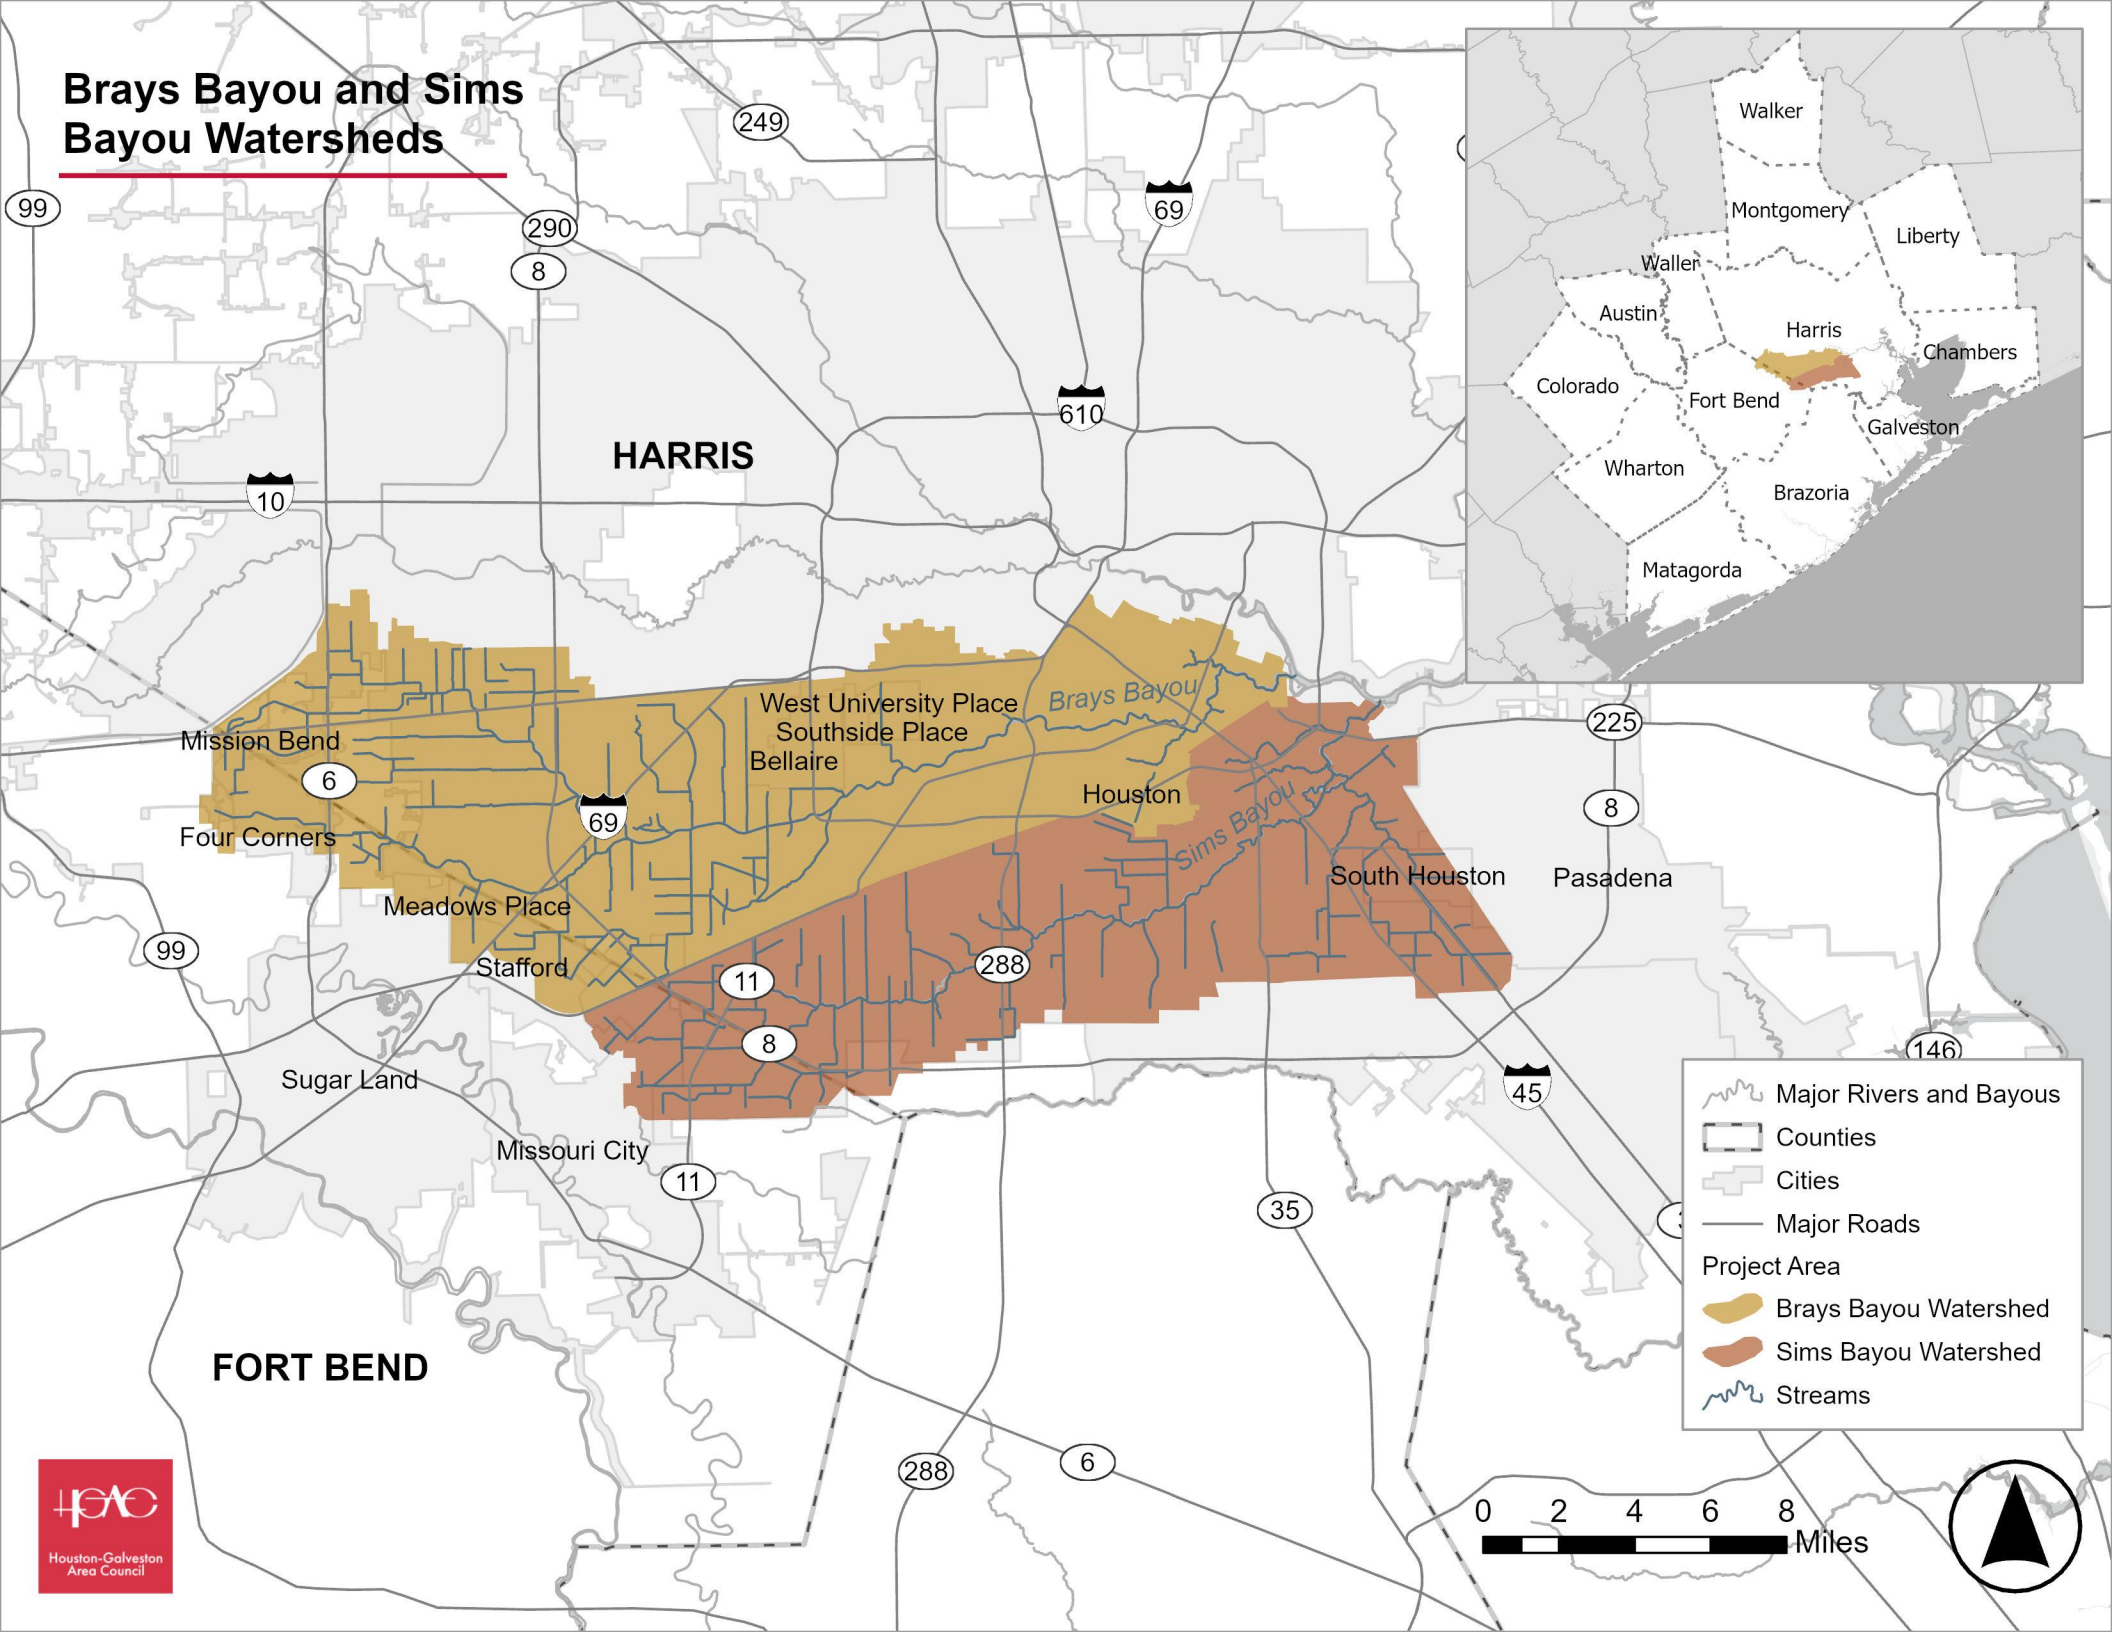 Brays Bayou and Sims
Bayou Watersheds
249
99
290
8
69
610
HARRIS
10
Walker
Montgomery
Liberty
Waller
Austin
Harris
Chambers
Colorado
Fort Bend
Galveston
Wharton
Brazoria
Matagorda
West University Place
Brays Bayou
Southside Place
Mission Bend
Bellaire
225
6
Houston
8
69
Sims Bayou
Four Corners
South Houston
Pasadena
Meadows Place
99
Stafford
288
11
8
146
Sugar Land
45
Missouri City
11
35
FORT BEND
288
6
Major Rivers and Bayous
Counties
Cities
Major Roads
Project Area
Brays Bayou Watershed
Sims Bayou Watershed
Streams
0 2 4 6 8
Miles
HGAC
Houston-Galveston
Area Council